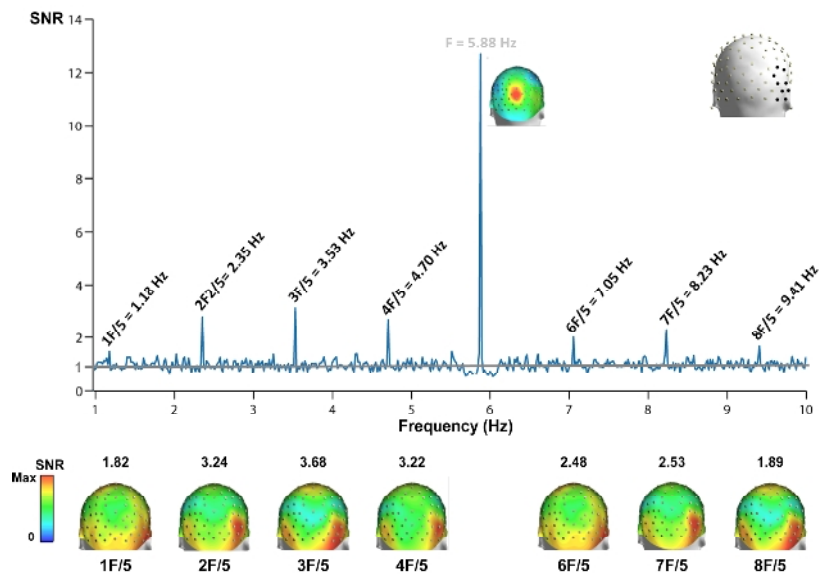 SNR
14
12
10
8
6
4
2
1
0
F = 5.88 Hz
1F/5 = 1.18 Hz
2F2/5= 2.35 Hz
3F/5 = 3.53 Hz
4F/5 = 4.70 Hz
6F/5 = 7.05 Hz
7F/5 = 8.23 Hz
8F/5 = 9.41 Hz
1 2 3 4 5 6 7 8 9 10
Frequency (Hz)
SNR 1.82 3.24 3.68 3.22 2.48 2.53 1.89
Max
0
1F/5 2F/5 3F/5 4F/5 6F/5 7F/5 8F/5